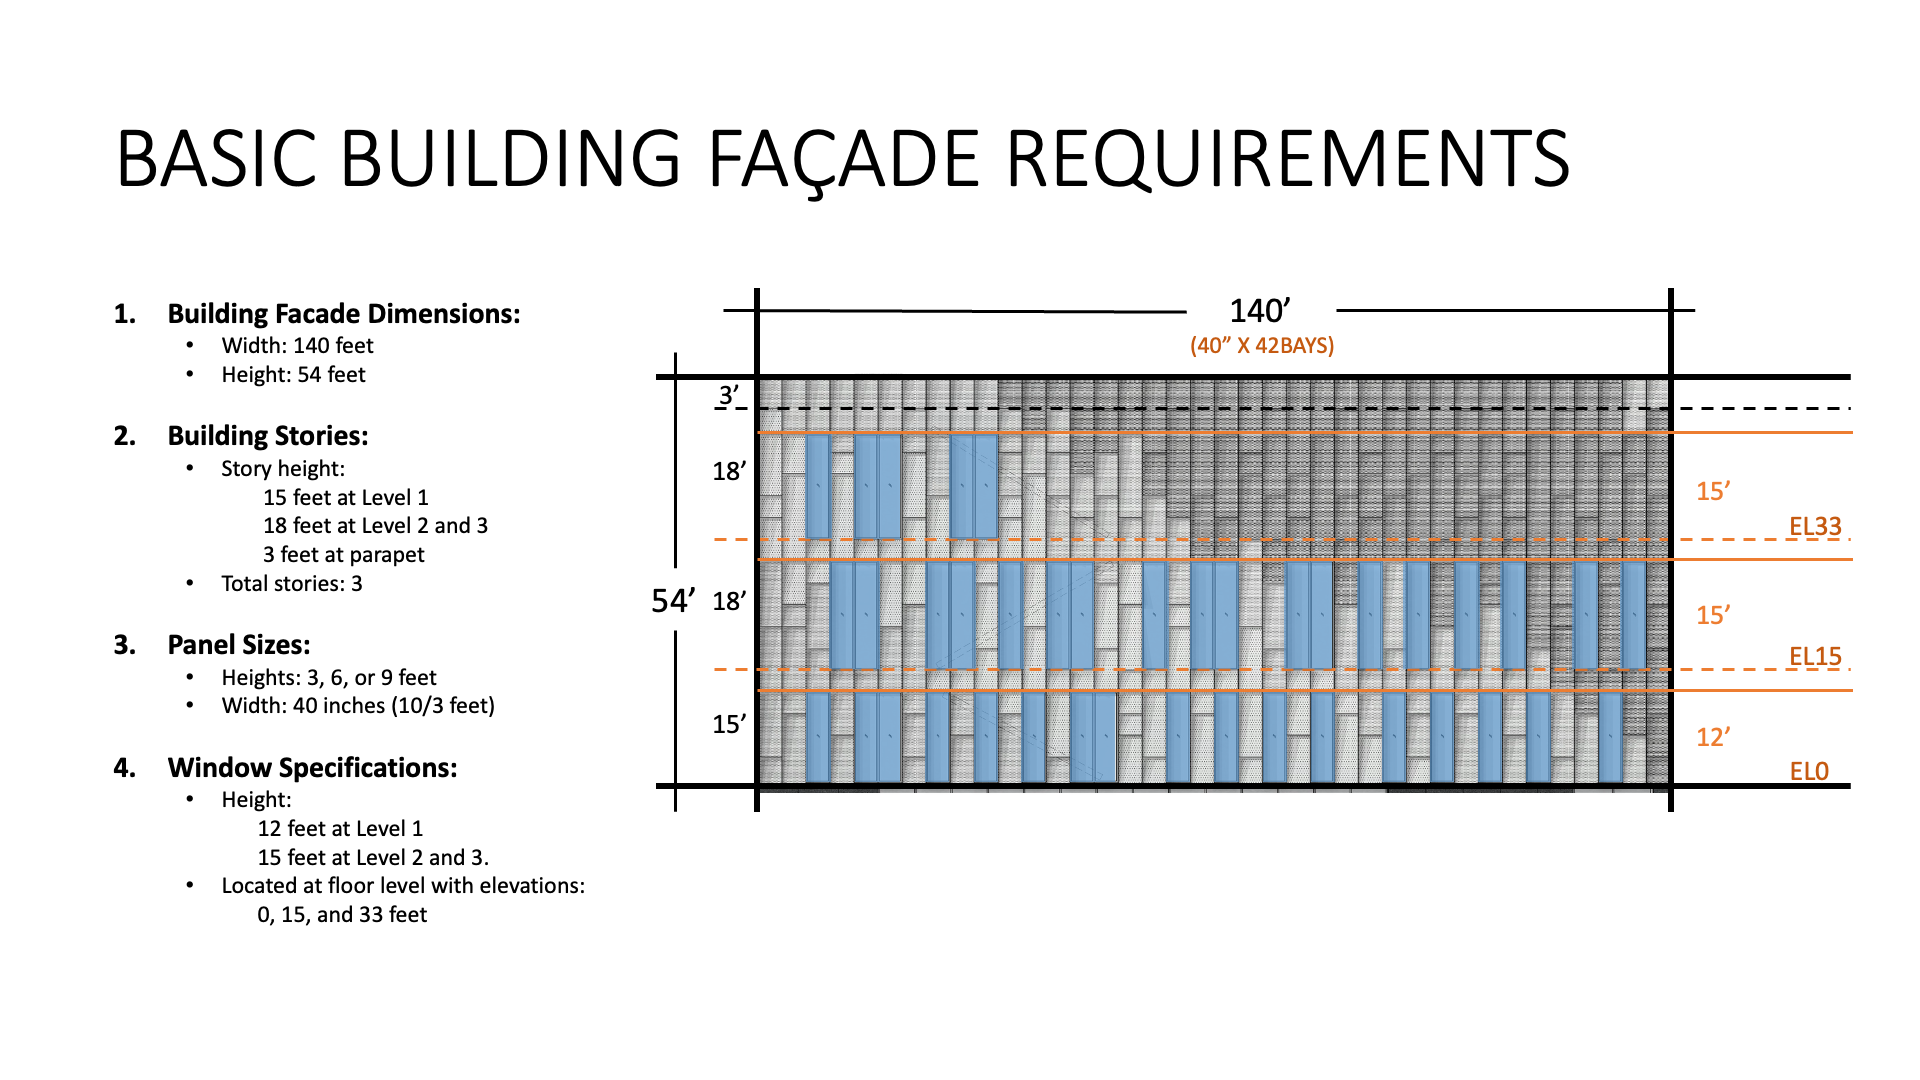 BASIC BUILDING FAÇADE REQUIREMENTS
1. Building Facade Dimensions:
• Width: 140 feet
• Height: 54 feet
2. Building Stories:
• Story height:
15 feet at Level 1
18 feet at Level 2 and 3
3 feet at parapet
• Total stories: 3
3. Panel Sizes:
• Heights: 3, 6, or 9 feet
• Width: 40 inches (10/3 feet)
4. Window Specifications:
• Height:
12 feet at Level 1
15 feet at Level 2 and 3.
• Located at floor level with elevations:
0, 15, and 33 feet
140’
(40” X 42BAYS)
3’
18’
15’
EL33
54’
18’
15’
EL15
15’
12’
EL0